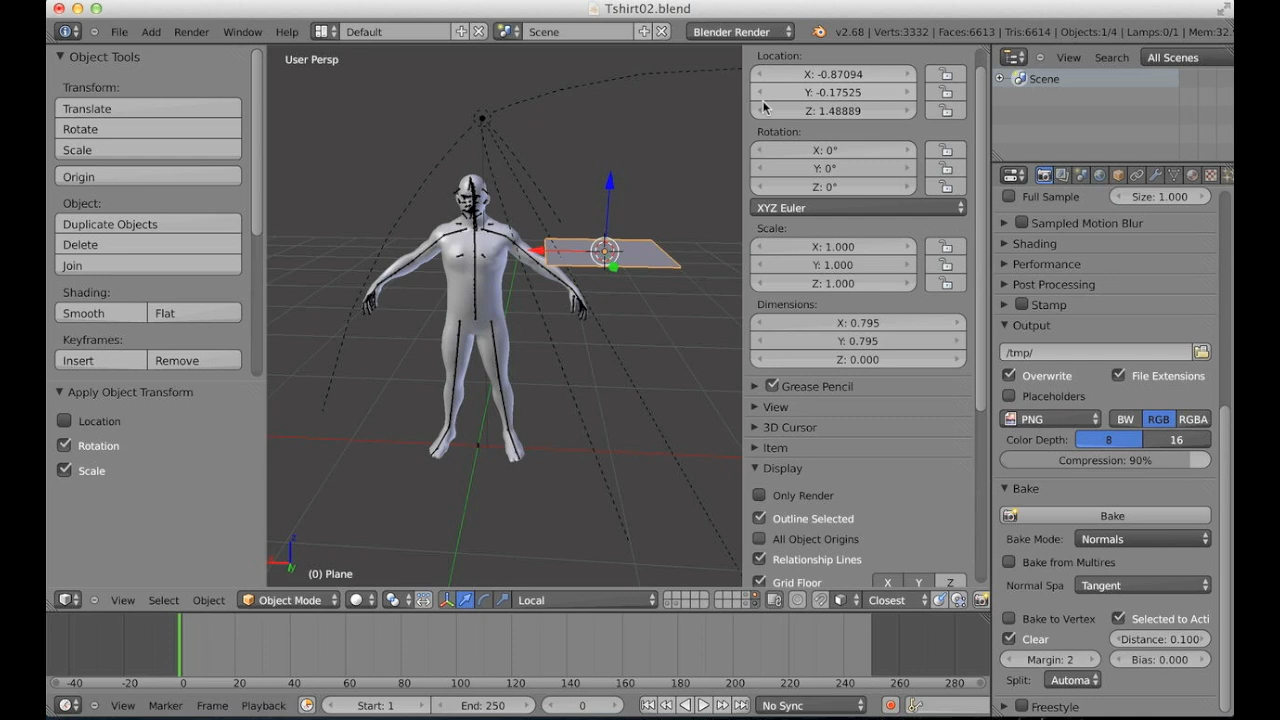 Tshirt02.blend
File Add Render Window Help Default Scene Blender Render v2.68 | Verts:3332 | Faces:6613 | Tris:6614 | Objects:1/4 | Lamps:0/1 | Mem:32.
Object Tools
Transform:
Translate
Rotate
Scale
Origin
Object:
Duplicate Objects
Delete
Join
Shading:
Smooth Flat
Keyframes:
Insert Remove
Apply Object Transform
Location
Rotation
Scale
User Persp
(0) Plane
Location:
X: -0.87094
Y: -0.17525
Z: 1.48889
Rotation:
X: 0°
Y: 0°
Z: 0°
XYZ Euler
Scale:
X: 1.000
Y: 1.000
Z: 1.000
Dimensions:
X: 0.795
Y: 0.795
Z: 0.000
Grease Pencil
View
3D Cursor
Item
Display
Only Render
Outline Selected
All Object Origins
Relationship Lines
Grid Floor X Y Z
View Search All Scenes
Scene
Full Sample Size: 1.000
Sampled Motion Blur
Shading
Performance
Post Processing
Stamp
Output
/tmp/
Overwrite File Extensions
Placeholders
PNG BW RGB RGBA
Color Depth: 8 16
Compression: 90%
Bake
Bake
Bake Mode: Normals
Bake from Multires
Normal Spa Tangent
Bake to Vertex Selected to Acti
Clear Distance: 0.100
Margin: 2 Bias: 0.000
Split: Automa
Freestyle
View Select Object Object Mode Local Closest
-40 -20 0 20 40 60 80 100 120 140 160 180 200 220 240 260 280
View Marker Frame Playback Start: 1 End: 250 0 No Sync